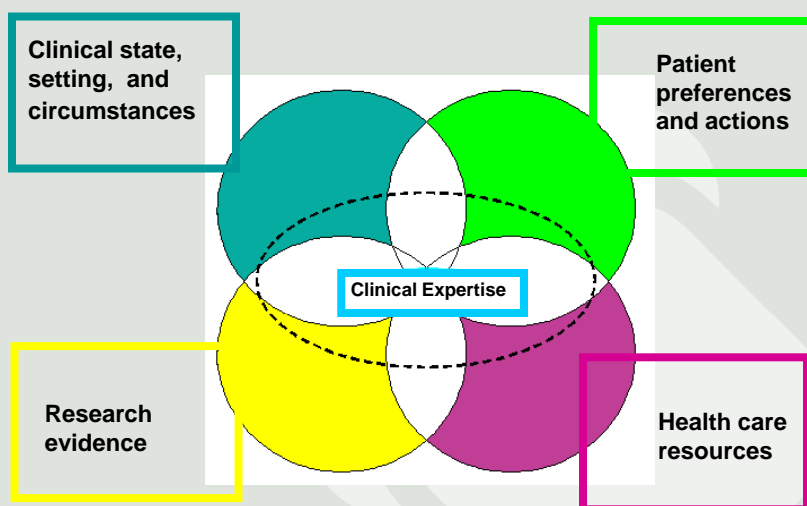 Clinical state,
setting, and
circumstances
Patient
preferences
and actions
Clinical Expertise
Research
evidence
Health care
resources